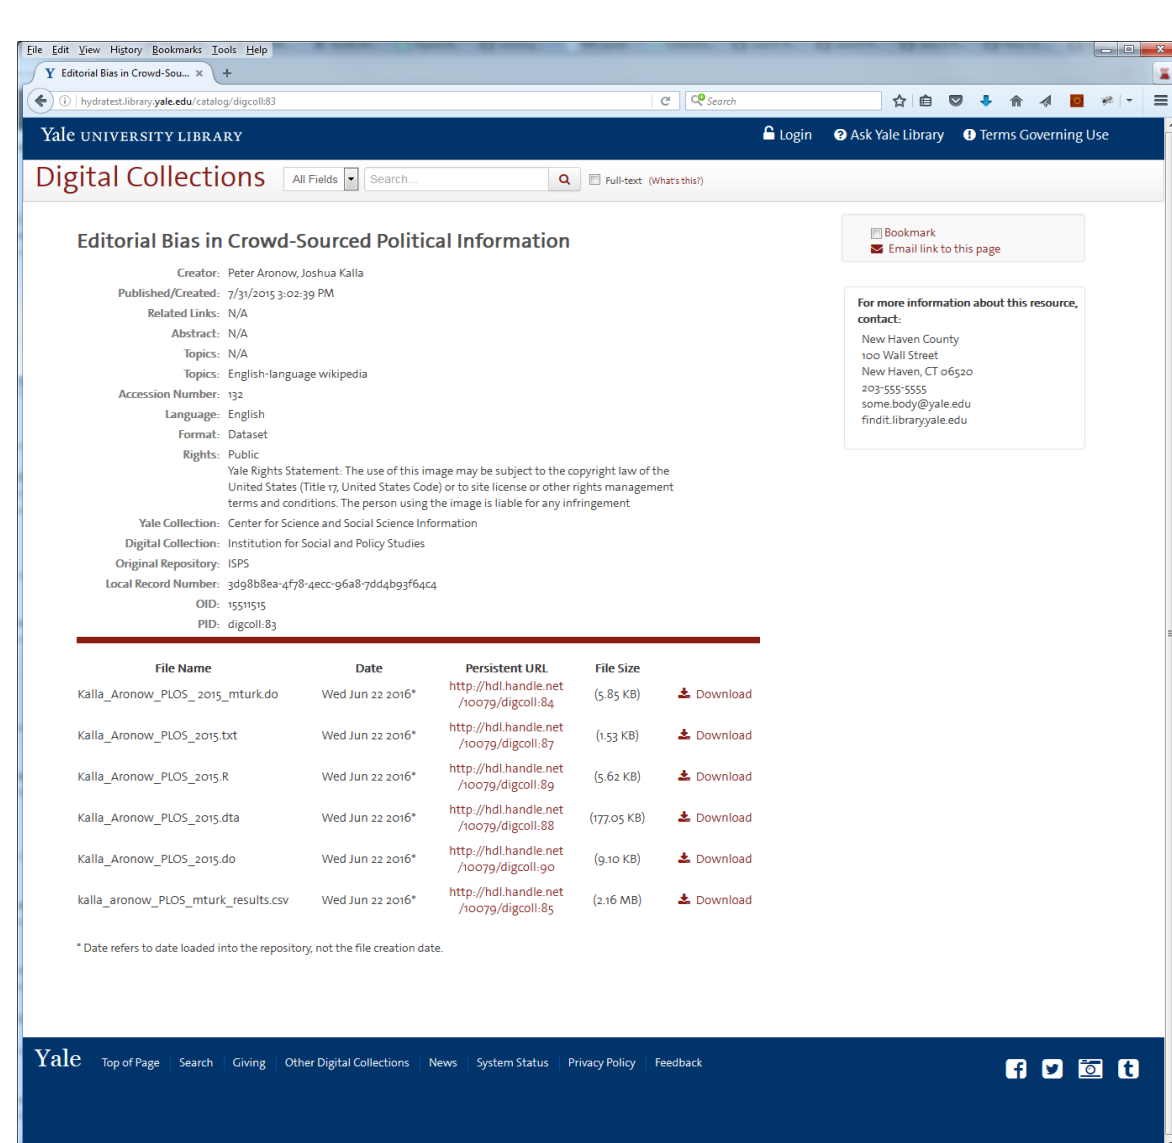 File Edit View History Bookmarks Tools Help
Y Editorial Bias in Crowd-Sou... × +
hydratest.library.yale.edu/catalog/digcoll:83 Search
Yale UNIVERSITY LIBRARY Login Ask Yale Library Terms Governing Use
Digital Collections All Fields Search... Full-text (What's this?)
Editorial Bias in Crowd-Sourced Political Information
Creator: Peter Aronow, Joshua Kalla
Published/Created: 7/31/2015 3:02:39 PM
Related Links: N/A
Abstract: N/A
Topics: N/A
Topics: English-language wikipedia
Accession Number: 132
Language: English
Format: Dataset
Rights: Public
Yale Rights Statement: The use of this image may be subject to the copyright law of the
United States (Title 17, United States Code) or to site license or other rights management
terms and conditions. The person using the image is liable for any infringement
Yale Collection: Center for Science and Social Science Information
Digital Collection: Institution for Social and Policy Studies
Original Repository: ISPS
Local Record Number: 3d98b8ea-4f78-4ecc-96a8-7dd4b93f64c4
OID: 15511515
PID: digcoll:83
Bookmark
Email link to this page
For more information about this resource,
contact:
New Haven County
100 Wall Street
New Haven, CT 06520
203-555-5555
some.body@yale.edu
findit.library.yale.edu
File Name Date Persistent URL File Size
Kalla_Aronow_PLOS_2015_mturk.do Wed Jun 22 2016* http://hdl.handle.net (5.85 KB) Download
/10079/digcoll:84
Kalla_Aronow_PLOS_2015.txt Wed Jun 22 2016* http://hdl.handle.net (1.53 KB) Download
/10079/digcoll:87
Kalla_Aronow_PLOS_2015.R Wed Jun 22 2016* http://hdl.handle.net (5.62 KB) Download
/10079/digcoll:89
Kalla_Aronow_PLOS_2015.dta Wed Jun 22 2016* http://hdl.handle.net (177.05 KB) Download
/10079/digcoll:88
Kalla_Aronow_PLOS_2015.do Wed Jun 22 2016* http://hdl.handle.net (9.10 KB) Download
/10079/digcoll:90
kalla_aronow_PLOS_mturk_results.csv Wed Jun 22 2016* http://hdl.handle.net (2.16 MB) Download
/10079/digcoll:85
* Date refers to date loaded into the repository, not the file creation date.
Yale Top of Page Search Giving Other Digital Collections News System Status Privacy Policy Feedback